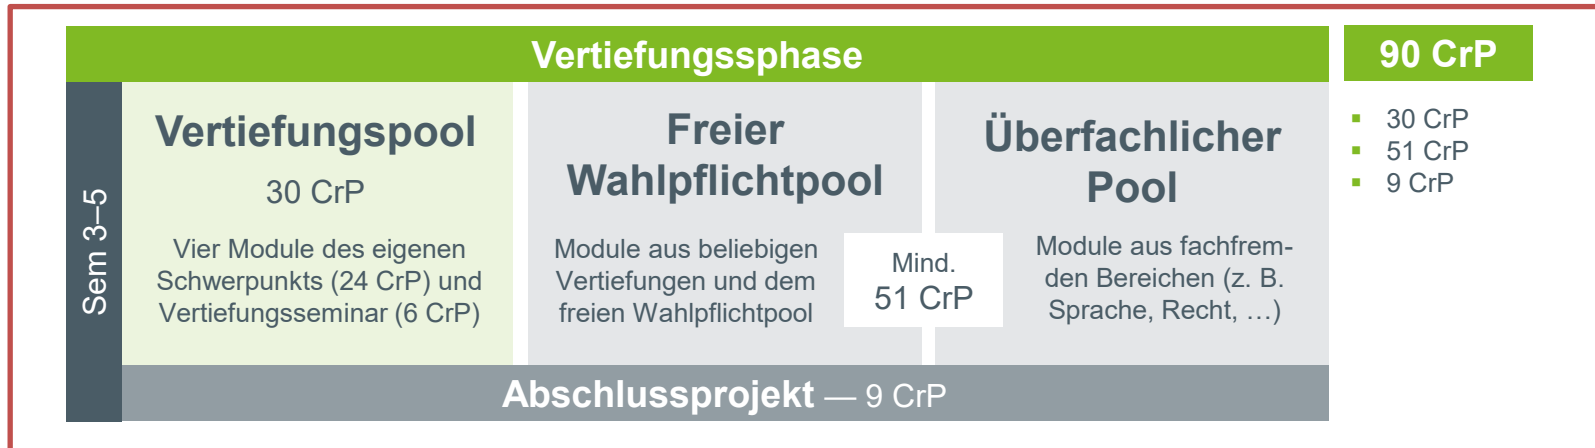 Vertiefungssphase
90 CrP
Sem 3–5
Vertiefungspool
30 CrP
Vier Module des eigenen
Schwerpunkts (24 CrP) und
Vertiefungsseminar (6 CrP)
Freier
Wahlpflichtpool
Module aus beliebigen
Vertiefungen und dem
freien Wahlpflichtpool
Mind.
51 CrP
Überfachlicher
Pool
Module aus fachfrem-
den Bereichen (z. B.
Sprache, Recht, …)
▪ 30 CrP
▪ 51 CrP
▪ 9 CrP
Abschlussprojekt — 9 CrP